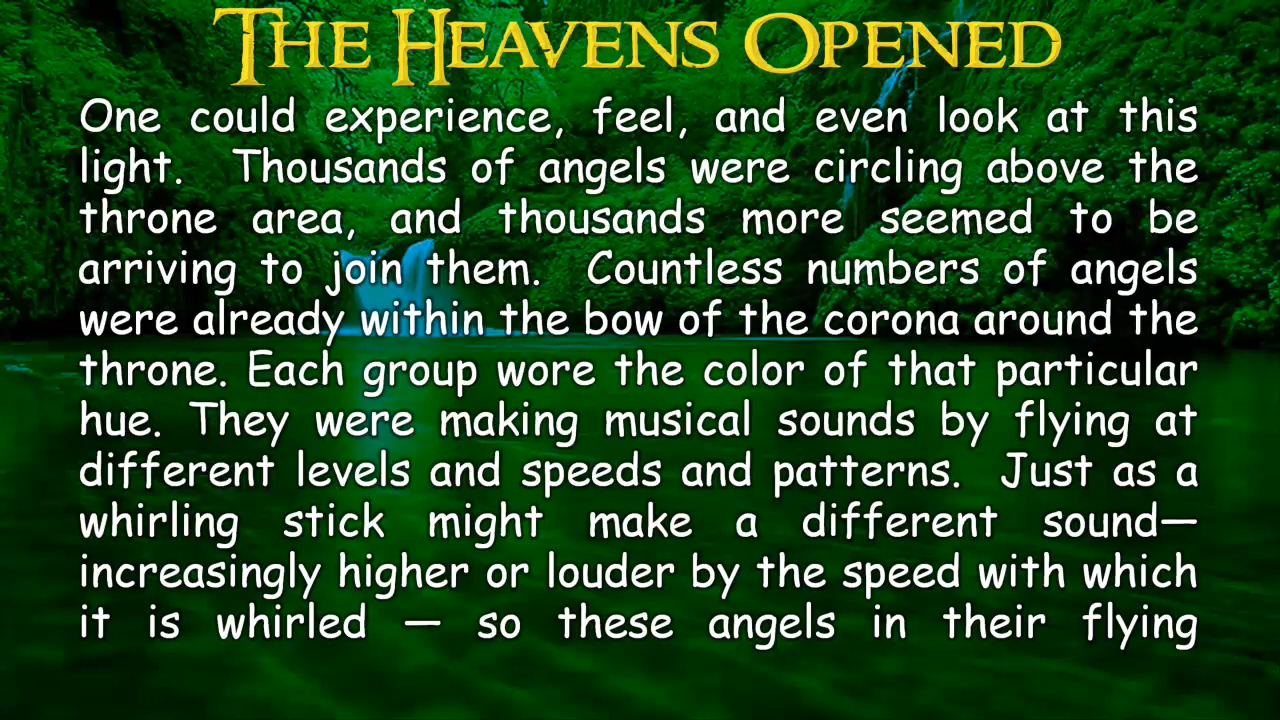 The Heavens Opened
One could experience, feel, and even look at this
light.  Thousands of angels were circling above the
throne area, and thousands more seemed to be
arriving to join them.  Countless numbers of angels
were already within the bow of the corona around the
throne. Each group wore the color of that particular
hue. They were making musical sounds by flying at
different levels and speeds and patterns.  Just as a
whirling stick might make a different sound—
increasingly higher or louder by the speed with which
it is whirled — so these angels in their flying